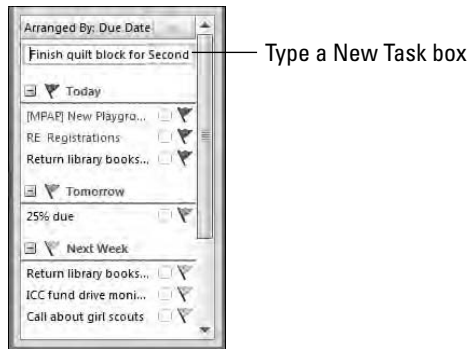 Arranged By: Due Date
Finish quilt block for Second
Type a New Task box
Today
[MPAP] New Playgro...
RE Registrations
Return library books...
Tomorrow
25% due
Next Week
Return library books...
ICC fund drive moni...
Call about girl scouts